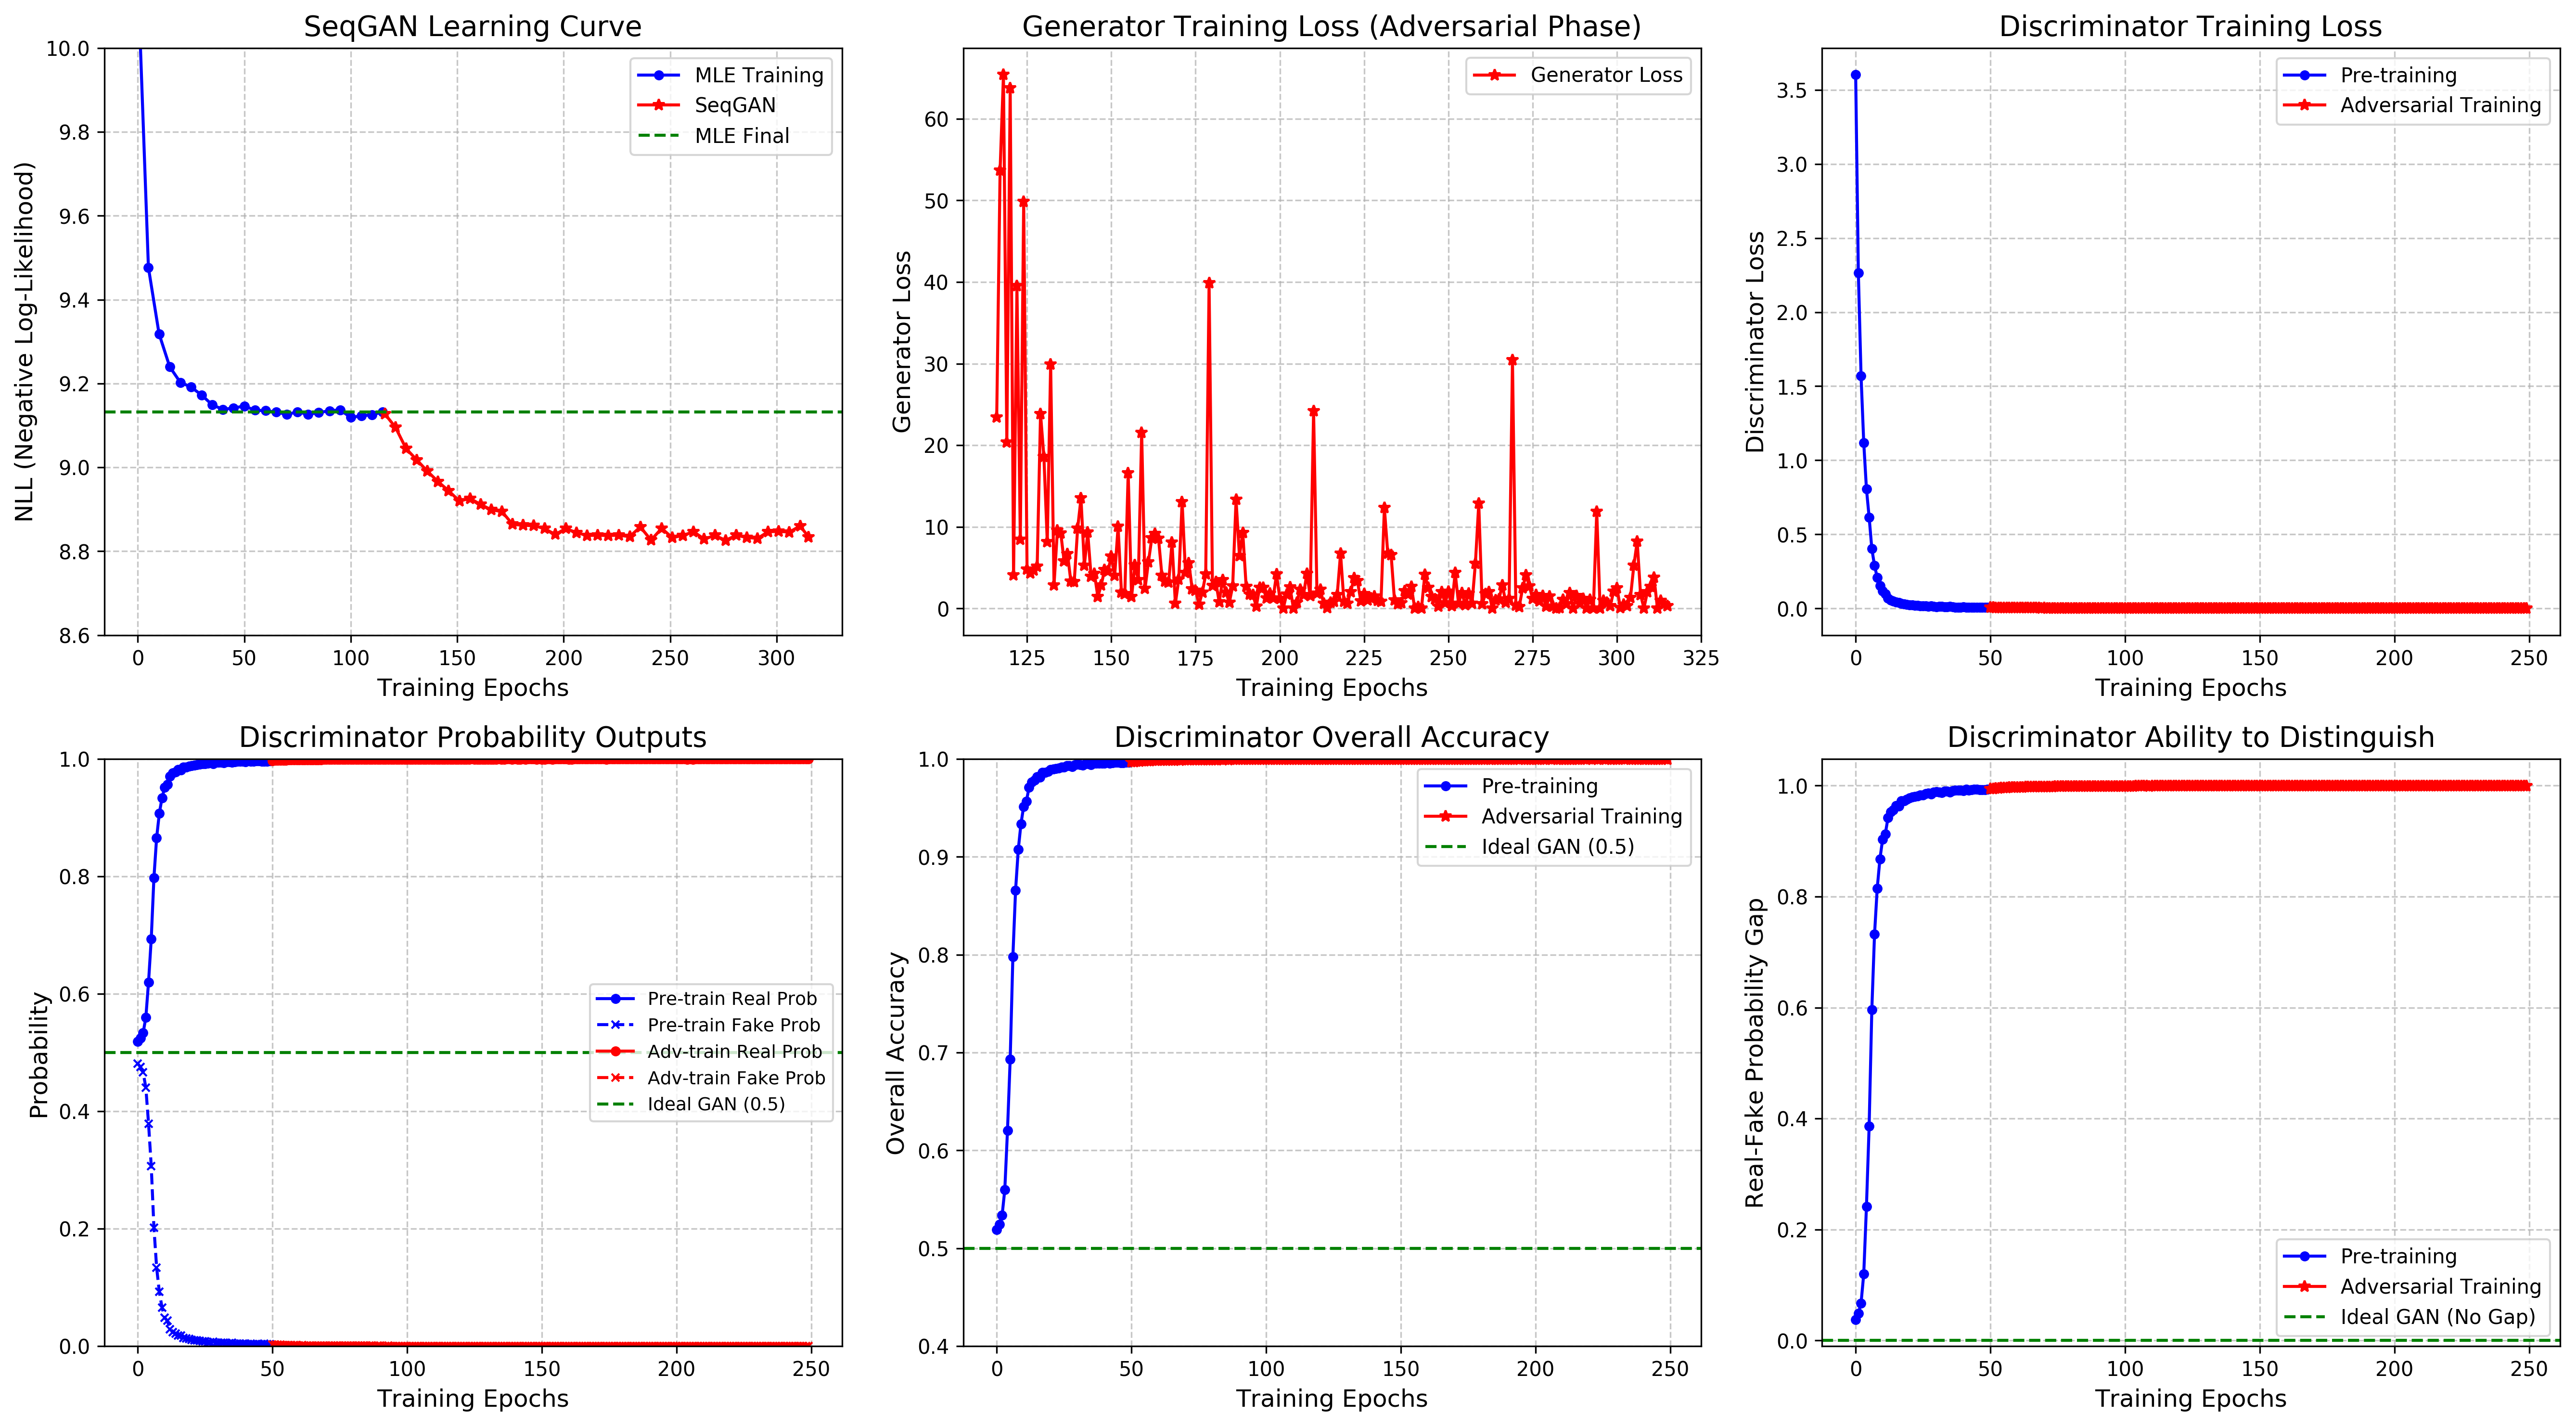 SeqGAN Learning Curve
NLL (Negative Log-Likelihood)
10.0
9.8
9.6
9.4
9.2
9.0
8.8
8.6
MLE Training
SeqGAN
MLE Final
0 50 100 150 200 250 300
Training Epochs
Generator Training Loss (Adversarial Phase)
Generator Loss
60
50
40
30
20
10
0
Generator Loss
125 150 175 200 225 250 275 300 325
Training Epochs
Discriminator Training Loss
Discriminator Loss
3.5
3.0
2.5
2.0
1.5
1.0
0.5
0.0
Pre-training
Adversarial Training
0 50 100 150 200 250
Training Epochs
Discriminator Probability Outputs
Probability
1.0
0.8
0.6
0.4
0.2
0.0
Pre-train Real Prob
Pre-train Fake Prob
Adv-train Real Prob
Adv-train Fake Prob
Ideal GAN (0.5)
0 50 100 150 200 250
Training Epochs
Discriminator Overall Accuracy
Overall Accuracy
1.0
0.9
0.8
0.7
0.6
0.5
0.4
Pre-training
Adversarial Training
Ideal GAN (0.5)
0 50 100 150 200 250
Training Epochs
Discriminator Ability to Distinguish
Real-Fake Probability Gap
1.0
0.8
0.6
0.4
0.2
0.0
Pre-training
Adversarial Training
Ideal GAN (No Gap)
0 50 100 150 200 250
Training Epochs